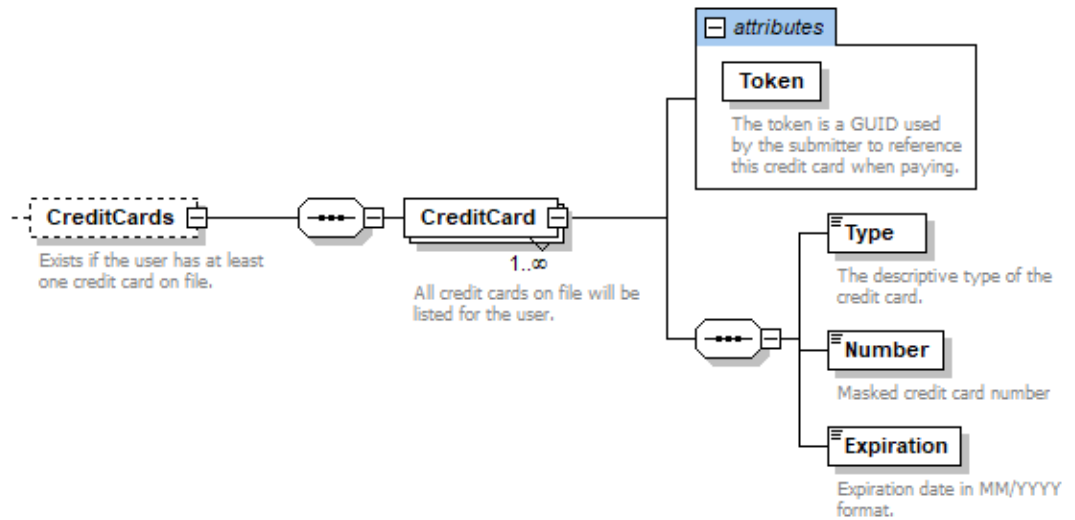 attributes
Token
The token is a GUID used
by the submitter to reference
this credit card when paying.
CreditCards
Exists if the user has at least
one credit card on file.
CreditCard
1..∞
All credit cards on file will be
listed for the user.
Type
The descriptive type of the
credit card.
Number
Masked credit card number
Expiration
Expiration date in MM/YYYY
format.